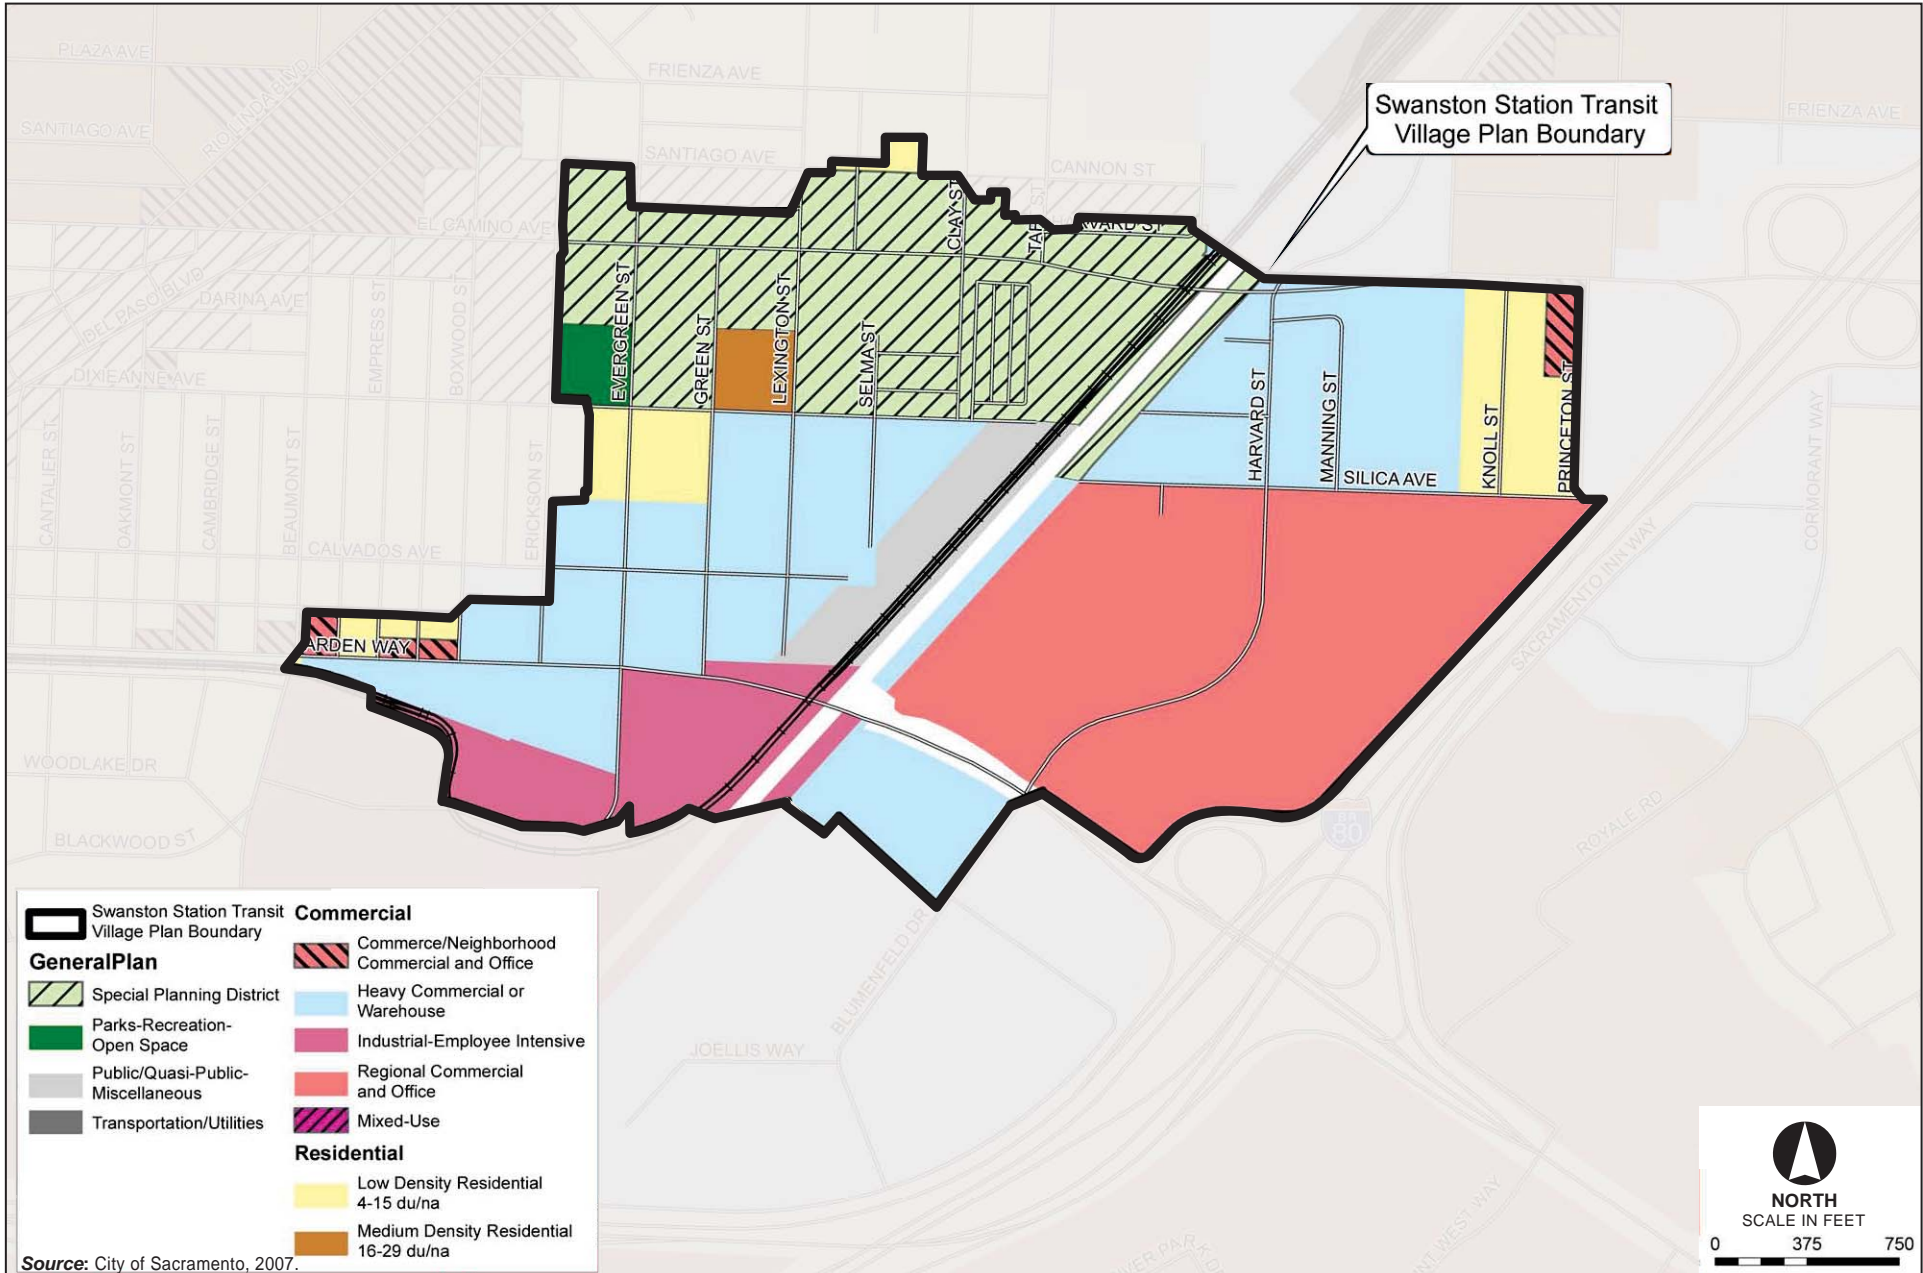 PLAZA AVE
RIO LINDA BLVD
FRIENZA AVE
FRIENZA AVE
Swanston Station Transit
Village Plan Boundary
SANTIAGO AVE
SANTIAGO AVE
CANNON ST
EL CAMINO AVE
CLAY ST
DEL PASO BLVD
DARINA AVE
EMPRESS ST
BOXWOOD ST
EVERGREEN ST
GREEN ST
LEXINGTON ST
SELMA ST
HARVARD ST
MANNING ST
KNOLL ST
PRINCETON ST
DIXIEANNE AVE
CANTALIER ST
OAKMONT ST
CAMBRIDGE ST
BEAUMONT ST
ERICKSON ST
SILICA AVE
CORMORANT WAY
CALVADOS AVE
SACRAMENTO INN WAY
ARDEN WAY
WOODLAKE DR
BLACKWOOD ST
80
ROYALE RD
BLUMENFELD DR
JOELLIS WAY
Swanston Station Transit
Village Plan Boundary
GeneralPlan
Special Planning District
Parks-Recreation-
Open Space
Public/Quasi-Public-
Miscellaneous
Transportation/Utilities
Commercial
Commerce/Neighborhood
Commercial and Office
Heavy Commercial or
Warehouse
Industrial-Employee Intensive
Regional Commercial
and Office
Mixed-Use
Residential
Low Density Residential
4-15 du/na
Medium Density Residential
16-29 du/na
Source: City of Sacramento, 2007.
NORTH
SCALE IN FEET
0 375 750